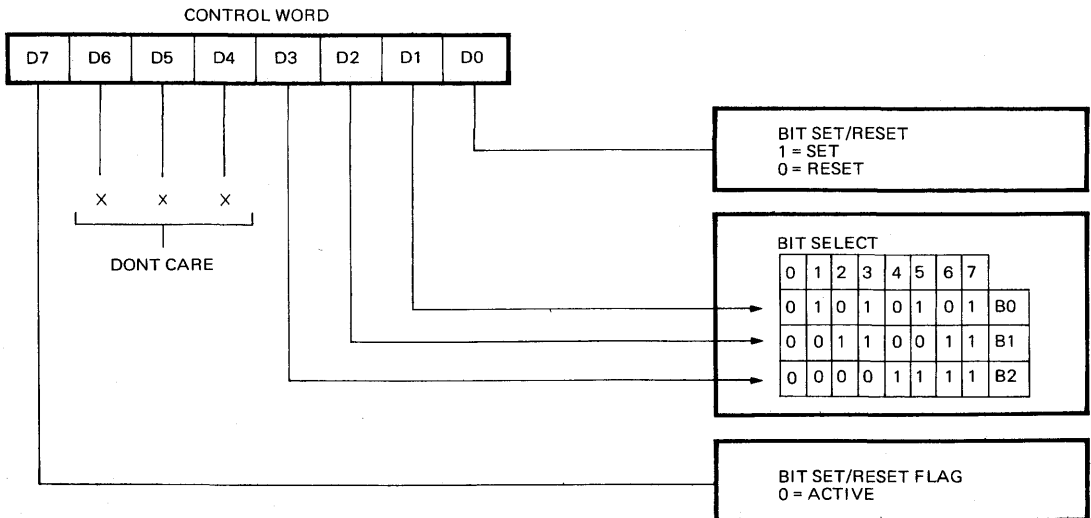 CONTROL WORD
D7 D6 D5 D4 D3 D2 D1 D0
BIT SET/RESET
1 = SET
0 = RESET
X X X
DONT CARE
BIT SELECT
0 1 2 3 4 5 6 7
0 1 0 1 0 1 0 1 B0
0 0 1 1 0 0 1 1 B1
0 0 0 0 1 1 1 1 B2
BIT SET/RESET FLAG
0 = ACTIVE